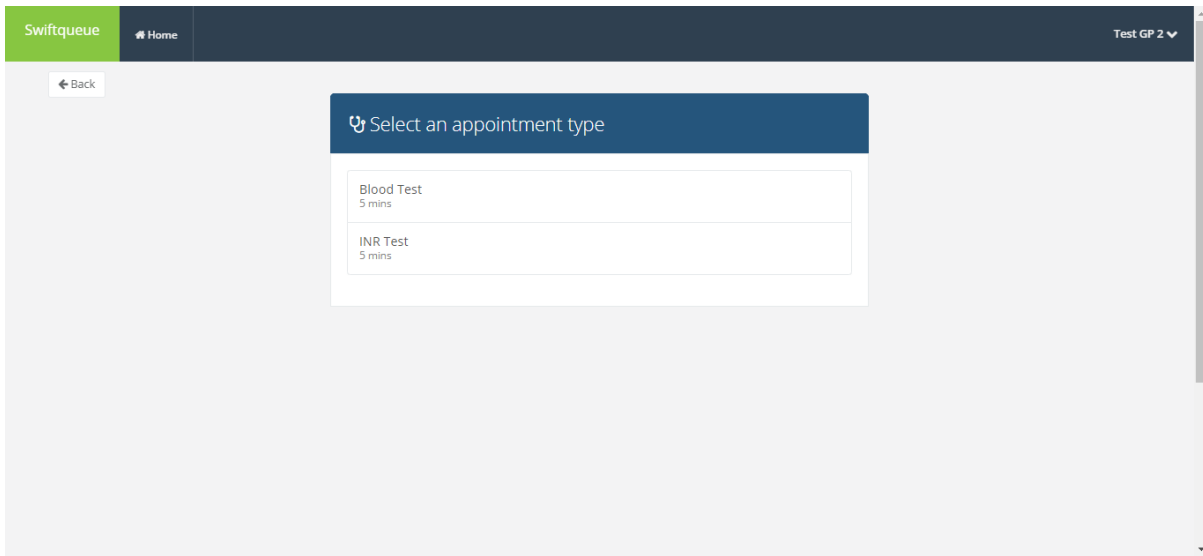 Swiftqueue
Home
Test GP 2
Back
Select an appointment type
Blood Test
5 mins
INR Test
5 mins